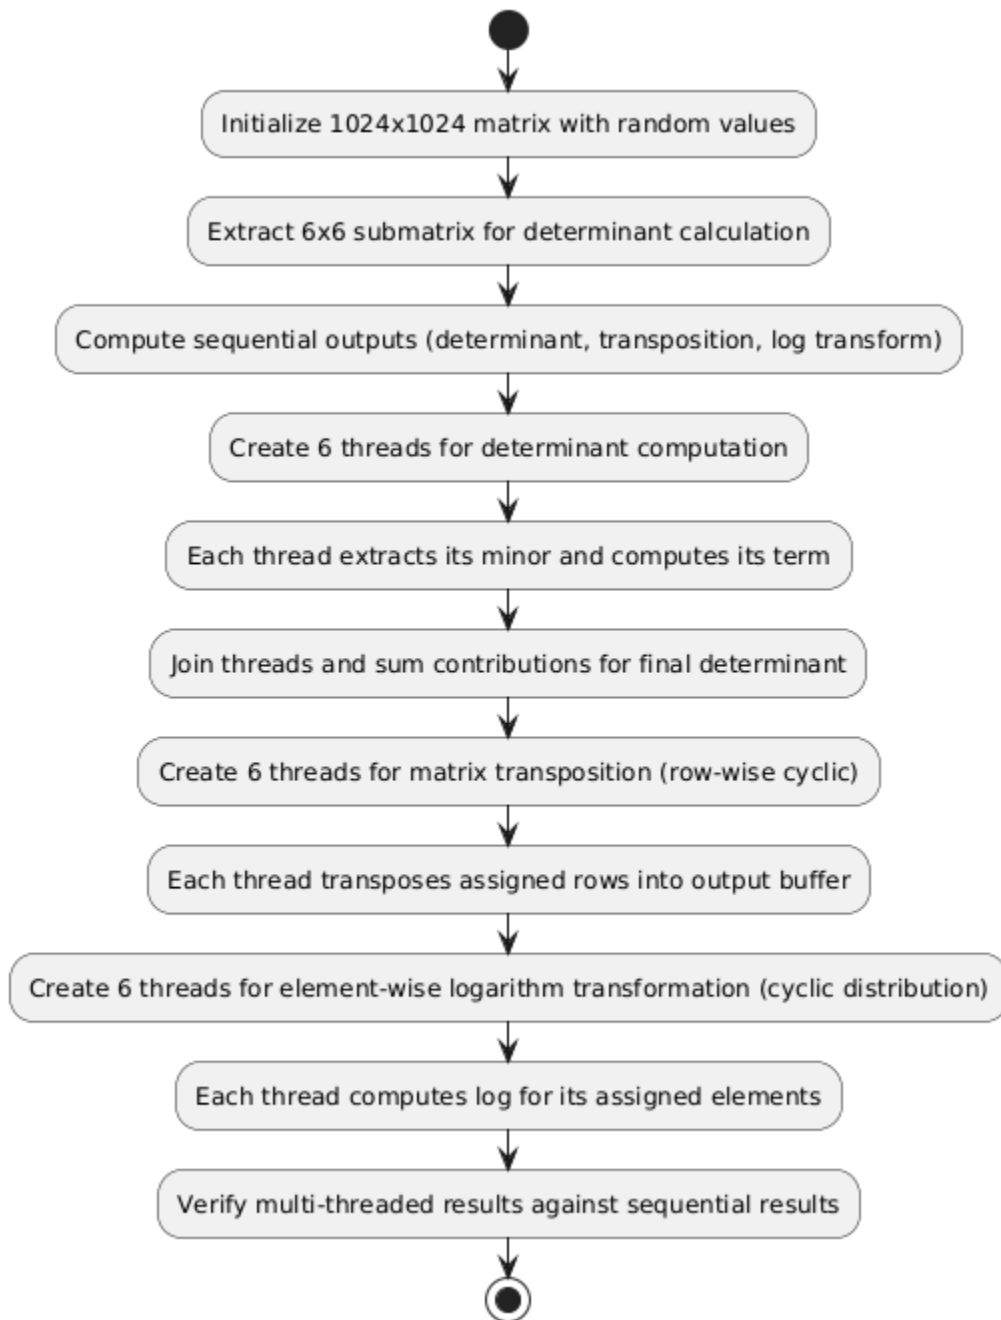 Initialize 1024x1024 matrix with random values
Extract 6x6 submatrix for determinant calculation
Compute sequential outputs (determinant, transposition, log transform)
Create 6 threads for determinant computation
Each thread extracts its minor and computes its term
Join threads and sum contributions for final determinant
Create 6 threads for matrix transposition (row-wise cyclic)
Each thread transposes assigned rows into output buffer
Create 6 threads for element-wise logarithm transformation (cyclic distribution)
Each thread computes log for its assigned elements
Verify multi-threaded results against sequential results